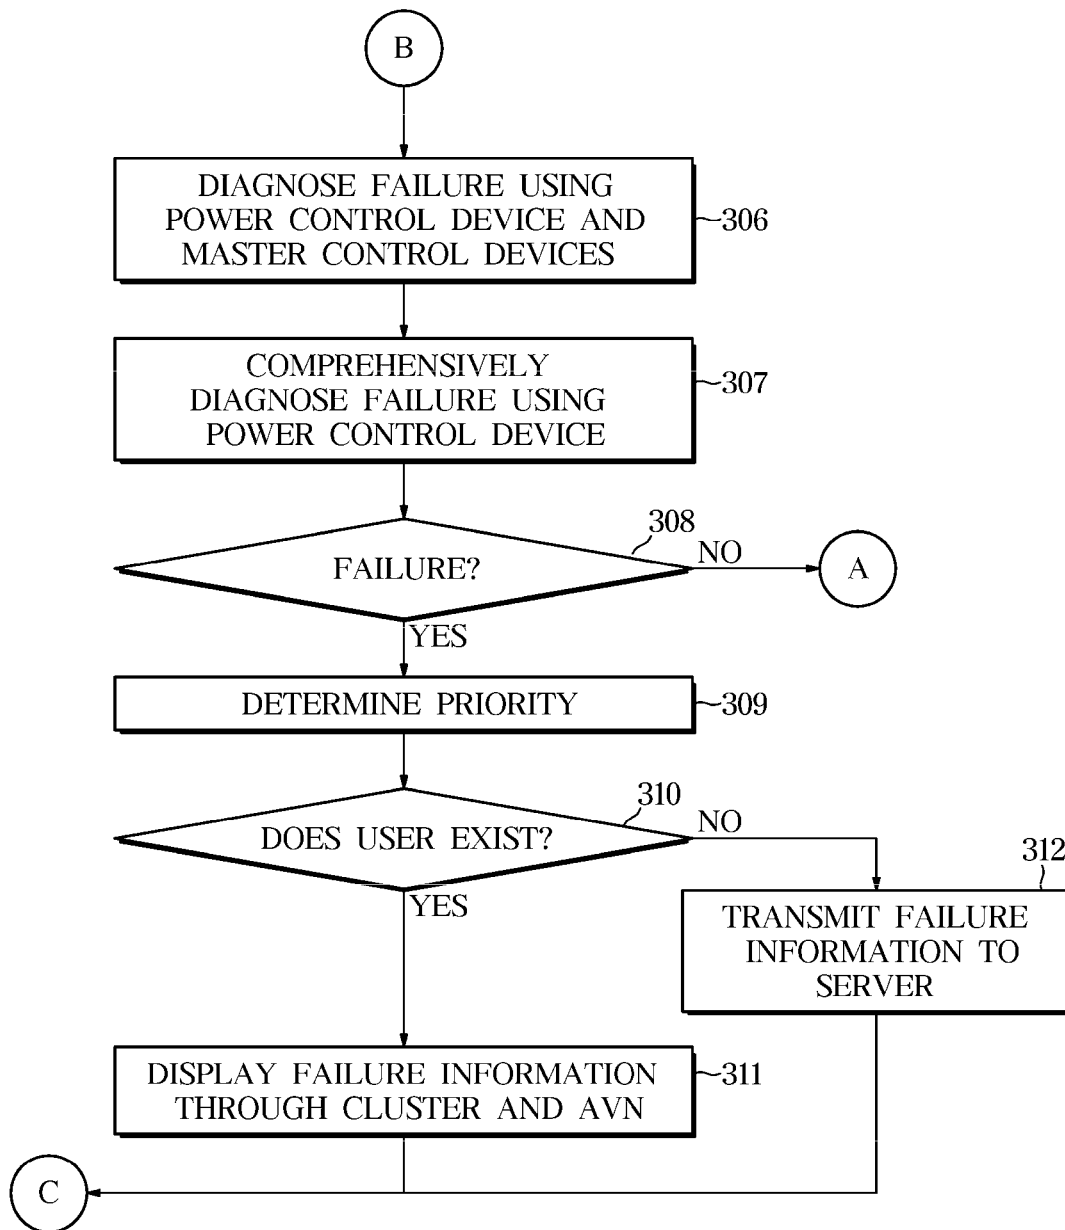 B
DIAGNOSE FAILURE USING
POWER CONTROL DEVICE AND
MASTER CONTROL DEVICES
306
COMPREHENSIVELY
DIAGNOSE FAILURE USING
POWER CONTROL DEVICE
307
308
FAILURE?
NO
A
YES
DETERMINE PRIORITY
309
310
DOES USER EXIST?
NO
YES
312
TRANSMIT FAILURE
INFORMATION TO
SERVER
DISPLAY FAILURE INFORMATION
THROUGH CLUSTER AND AVN
311
C